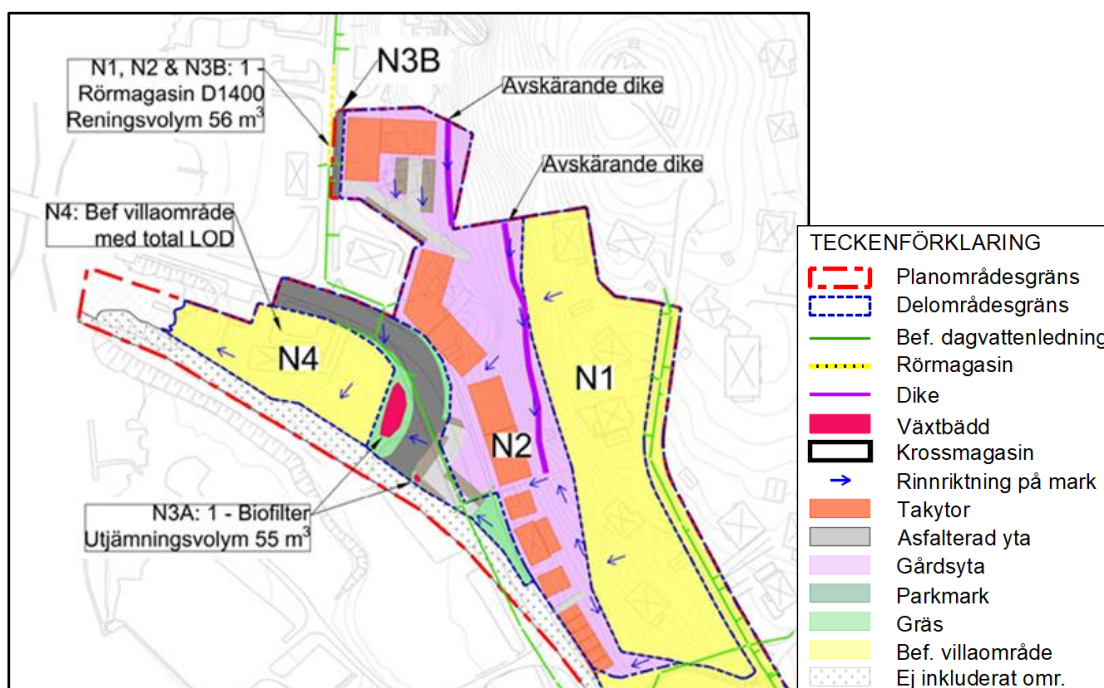 N1, N2 & N3B: 1 -
Rörmagasin D1400
Reningsvolym 56 m³
N3B
Avskärande dike
Avskärande dike
N4: Bef villaområde
med total LOD
N4
N1
N2
N3A: 1 - Biofilter
Utjämningsvolym 55 m³
TECKENFÖRKLARING
Planområdesgräns
Delområdesgräns
Bef. dagvattenledning
Rörmagasin
Dike
Växtbädd
Krossmagasin
Rinnriktning på mark
Takytor
Asfalterad yta
Gårdsyta
Parkmark
Gräs
Bef. villaområde
Ej inkluderat omr.